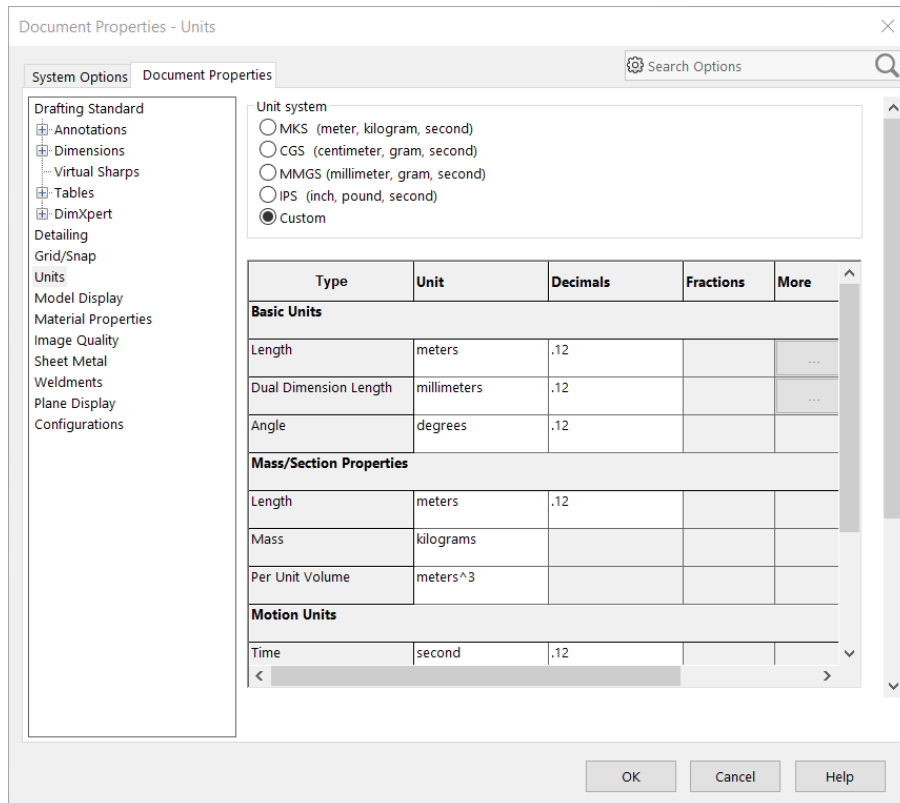 Document Properties - Units
System Options
Document Properties
Search Options
Drafting Standard
Annotations
Dimensions
Virtual Sharps
Tables
DimXpert
Detailing
Grid/Snap
Units
Model Display
Material Properties
Image Quality
Sheet Metal
Weldments
Plane Display
Configurations
Unit system
MKS (meter, kilogram, second)
CGS (centimeter, gram, second)
MMGS (millimeter, gram, second)
IPS (inch, pound, second)
Custom
Type Unit Decimals Fractions More
Basic Units
Length meters .12 ...
Dual Dimension Length millimeters .12 ...
Angle degrees .12
Mass/Section Properties
Length meters .12
Mass kilograms
Per Unit Volume meters^3
Motion Units
Time second .12
OK Cancel Help